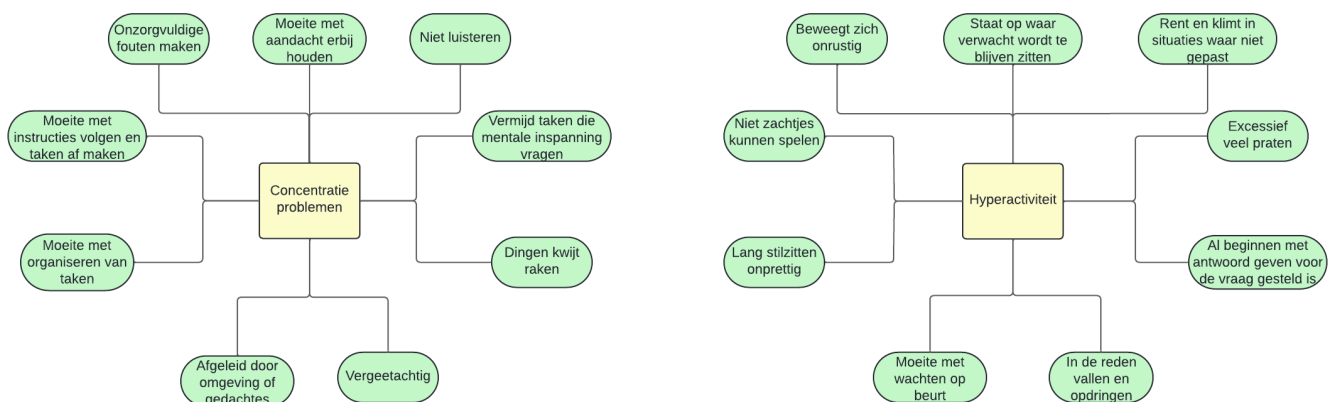 Onzorgvuldige
fouten maken
Moeite met
aandacht erbij
houden
Niet luisteren
Moeite met
instructies volgen en
taken af maken
Vermijd taken die
mentale inspanning
vragen
Concentratie
problemen
Moeite met
organiseren van
taken
Dingen kwijt
raken
Afgeleid door
omgeving of
gedachtes
Vergeetachtig
Beweegt zich
onrustig
Staat op waar
verwacht wordt te
blijven zitten
Rent en klimt in
situaties waar niet
gepast
Niet zachtjes
kunnen spelen
Excessief
veel praten
Hyperactiviteit
Lang stilzitten
onprettig
Al beginnen met
antwoord geven voor
de vraag gesteld is
Moeite met
wachten op
beurt
In de reden
vallen en
opdringen